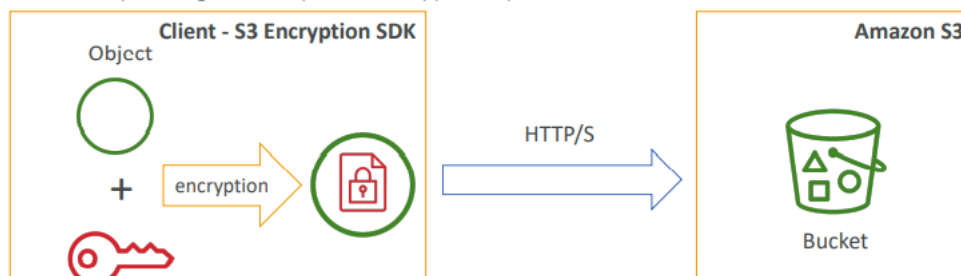 Client - S3 Encryption SDK
Amazon S3
Object
HTTP/S
+
encryption
Bucket